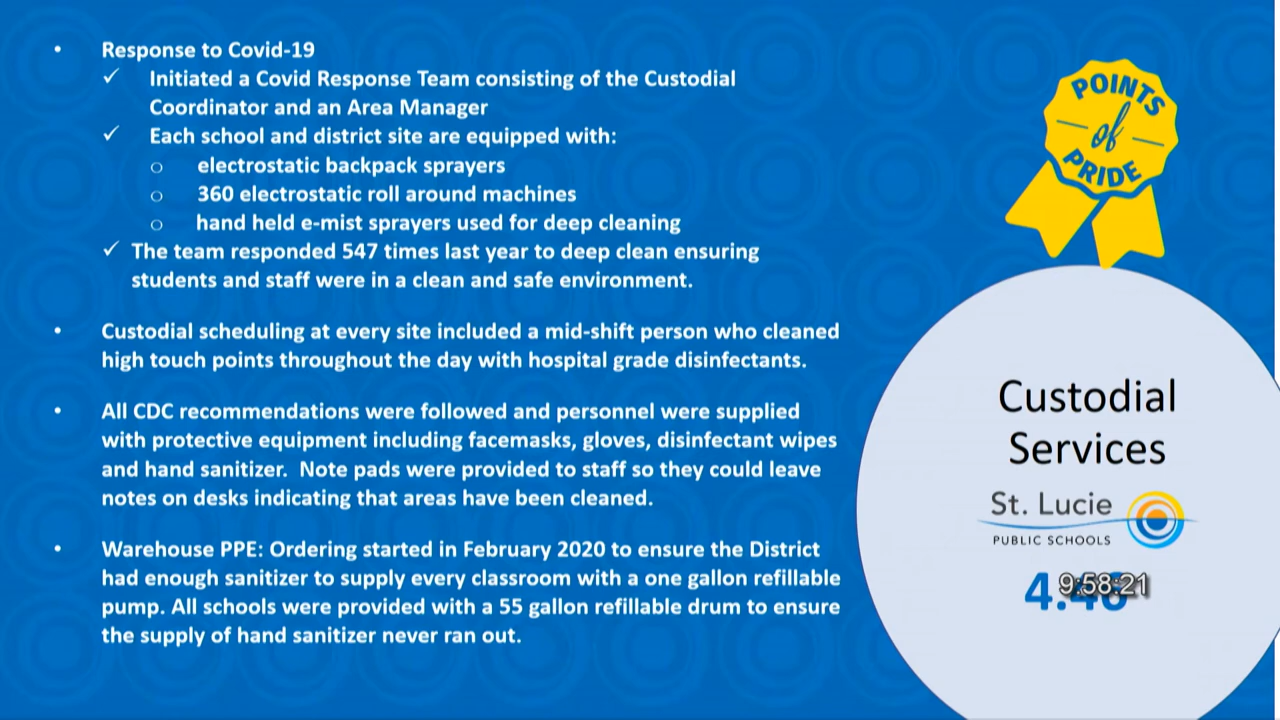 • Response to Covid-19
✓ Initiated a Covid Response Team consisting of the Custodial
Coordinator and an Area Manager
✓ Each school and district site are equipped with:
o electrostatic backpack sprayers
o 360 electrostatic roll around machines
o hand held e-mist sprayers used for deep cleaning
✓ The team responded 547 times last year to deep clean ensuring
students and staff were in a clean and safe environment.
• Custodial scheduling at every site included a mid-shift person who cleaned
high touch points throughout the day with hospital grade disinfectants.
• All CDC recommendations were followed and personnel were supplied
with protective equipment including facemasks, gloves, disinfectant wipes
and hand sanitizer.  Note pads were provided to staff so they could leave
notes on desks indicating that areas have been cleaned.
• Warehouse PPE: Ordering started in February 2020 to ensure the District
had enough sanitizer to supply every classroom with a one gallon refillable
pump. All schools were provided with a 55 gallon refillable drum to ensure
the supply of hand sanitizer never ran out.
POINTS
of
PRIDE
Custodial
Services
St. Lucie
PUBLIC SCHOOLS
9:58:21